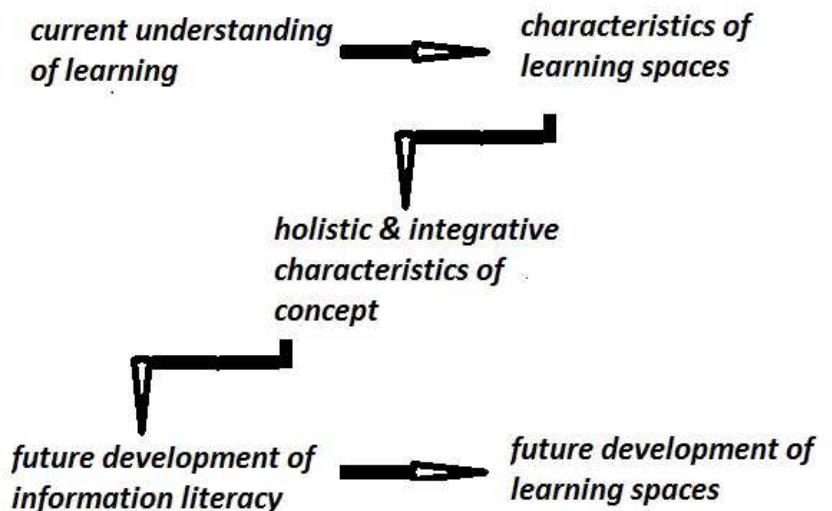 current understanding
of learning
characteristics of
learning spaces
holistic & integrative
characteristics of
concept
future development of
information literacy
future development of
learning spaces